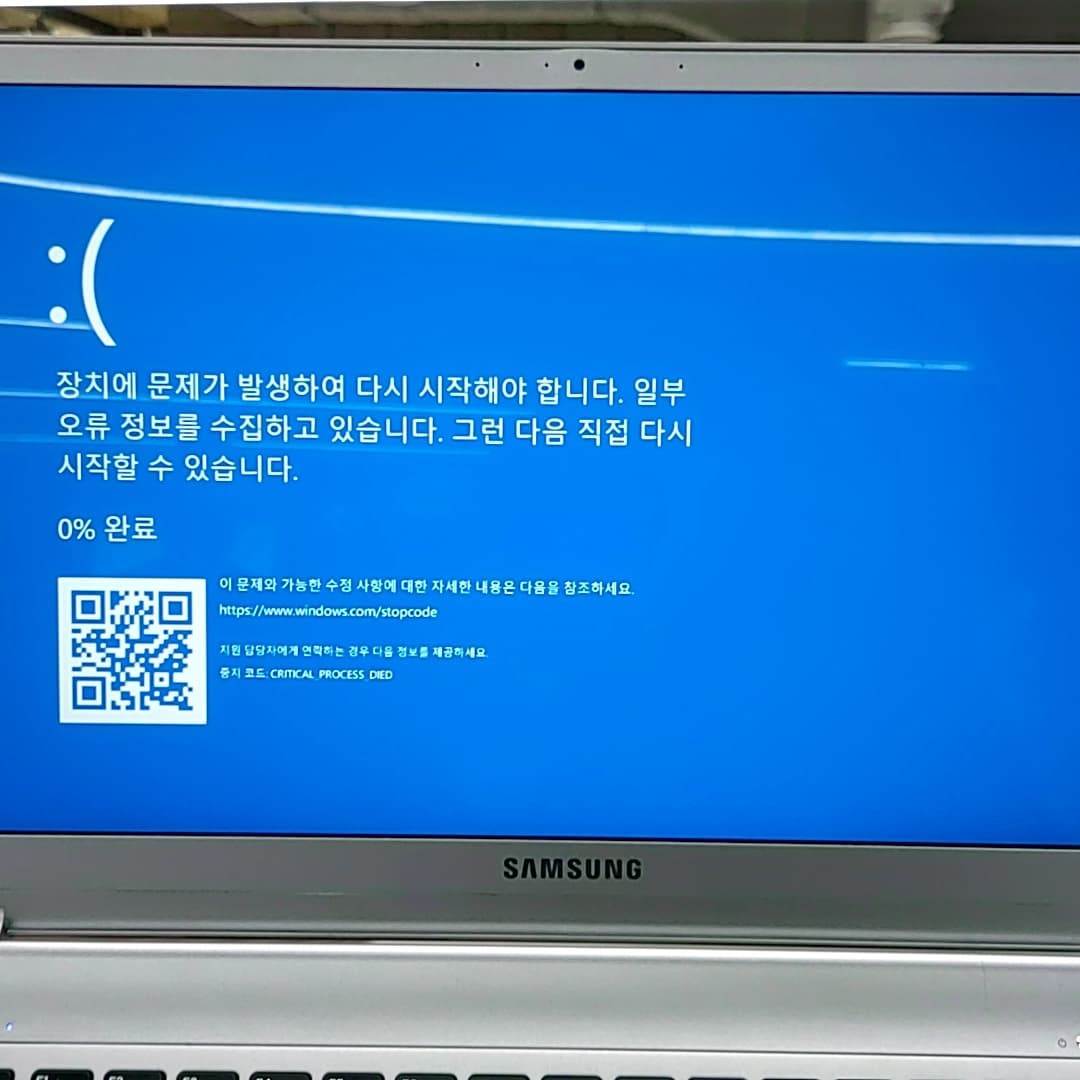 :(
장치에 문제가 발생하여 다시 시작해야 합니다. 일부
오류 정보를 수집하고 있습니다. 그런 다음 직접 다시
시작할 수 있습니다.
0% 완료
이 문제와 가능한 수정 사항에 대한 자세한 내용은 다음을 참조하세요.
https://www.windows.com/stopcode
지원 담당자에게 연락하는 경우 다음 정보를 제공하세요.
중지 코드: CRITICAL_PROCESS_DIED
SAMSUNG